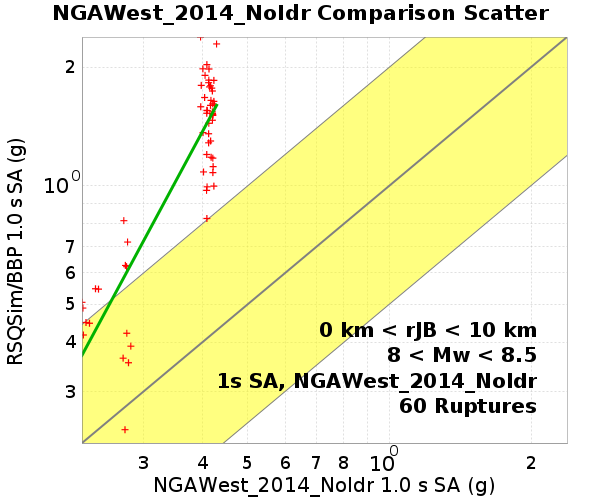 NGAWest_2014_NoIdr Comparison Scatter
RSQSim/BBP 1.0 s SA (g)
2
10^0
7
6
5
4
3
0 km < rJB < 10 km
8 < Mw < 8.5
1s SA, NGAWest_2014_NoIdr
60 Ruptures
3 4 5 6 7 8 10^0 2
NGAWest_2014_NoIdr 1.0 s SA (g)